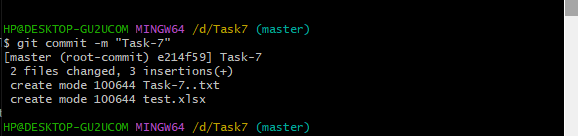 HP@DESKTOP-GU2UCOM MINGW64 /d/Task7 (master)
$ git commit -m "Task-7"
[master (root-commit) e214f59] Task-7
 2 files changed, 3 insertions(+)
 create mode 100644 Task-7..txt
 create mode 100644 test.xlsx
HP@DESKTOP-GU2UCOM MINGW64 /d/Task7 (master)